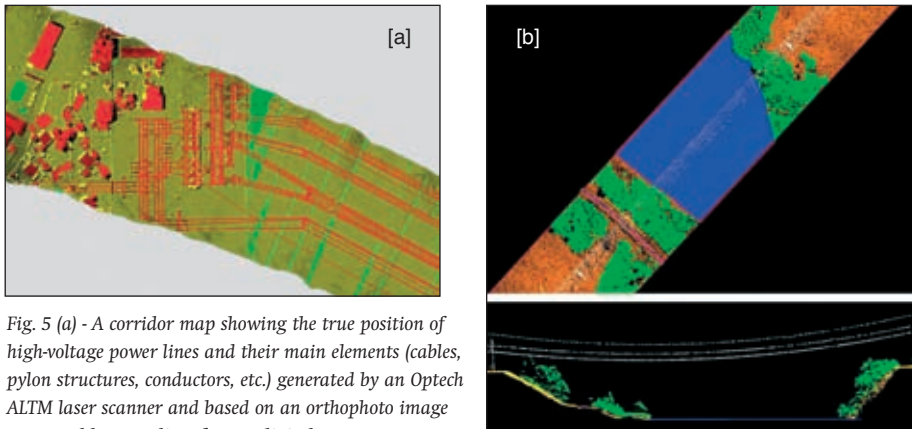 [a]
[b]
Fig. 5 (a) - A corridor map showing the true position of
high-voltage power lines and their main elements (cables,
pylon structures, conductors, etc.) generated by an Optech
ALTM laser scanner and based on an orthophoto image